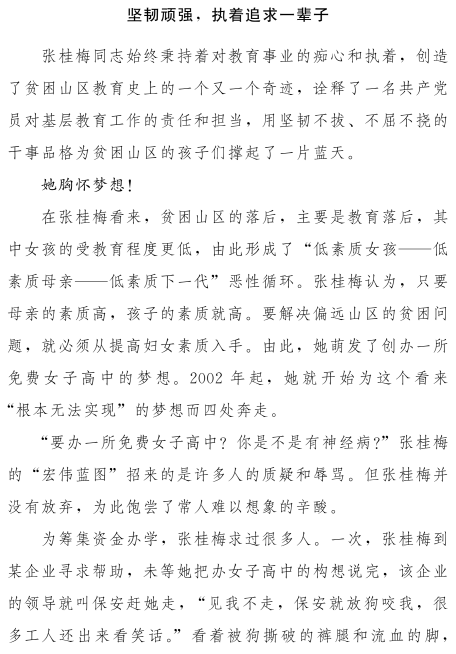 坚韧顽强，执着追求一辈子
张桂梅同志始终秉持着对教育事业的痴心和执着，创造
了贫困山区教育史上的一个又一个奇迹，诠释了一名共产党
员对基层教育工作的责任和担当，用坚韧不拔、不屈不挠的
干事品格为贫困山区的孩子们撑起了一片蓝天。
她胸怀梦想！
在张桂梅看来，贫困山区的落后，主要是教育落后，其
中女孩的受教育程度更低，由此形成了“低素质女孩——低
素质母亲——低素质下一代”恶性循环。张桂梅认为，只要
母亲的素质高，孩子的素质就高。要解决偏远山区的贫困问
题，就必须从提高妇女素质入手。由此，她萌发了创办一所
免费女子高中的梦想。2002 年起，她就开始为这个看来
“根本无法实现”的梦想而四处奔走。
“要办一所免费女子高中？你是不是有神经病？”张桂梅
的“宏伟蓝图”招来的是许多人的质疑和辱骂。但张桂梅并
没有放弃，为此饱尝了常人难以想象的辛酸。
为筹集资金办学，张桂梅求过很多人。一次，张桂梅到
某企业寻求帮助，未等她把办女子高中的构想说完，该企业
的领导就叫保安赶她走，“见我不走，保安就放狗咬我，很
多工人还出来看笑话。”看着被狗撕破的裤腿和流血的脚，